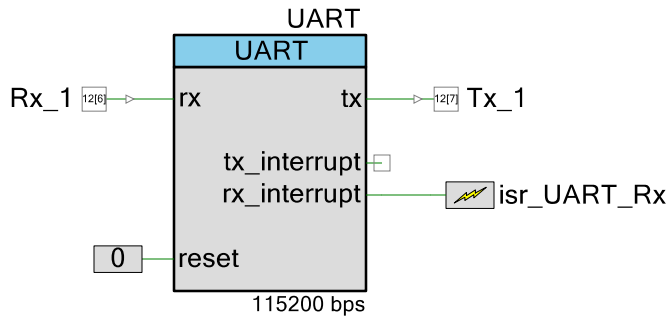 UART
UART
Rx_1 12[6] rx tx 12[7] Tx_1
tx_interrupt
rx_interrupt isr_UART_Rx
0 reset
115200 bps